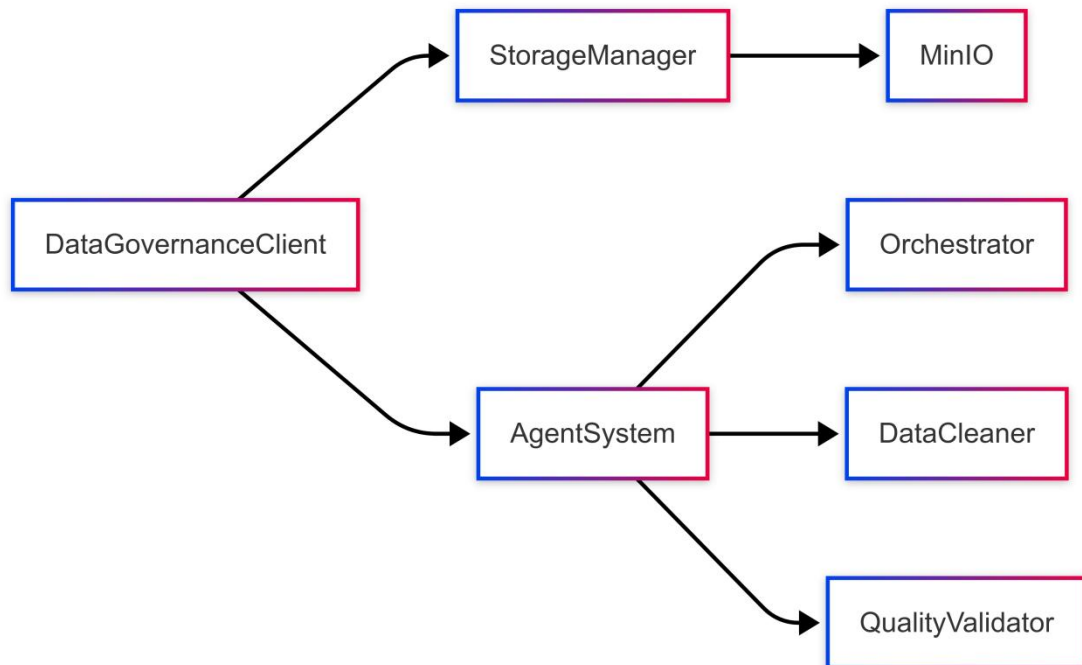 StorageManager
MinIO
DataGovernanceClient
Orchestrator
AgentSystem
DataCleaner
QualityValidator